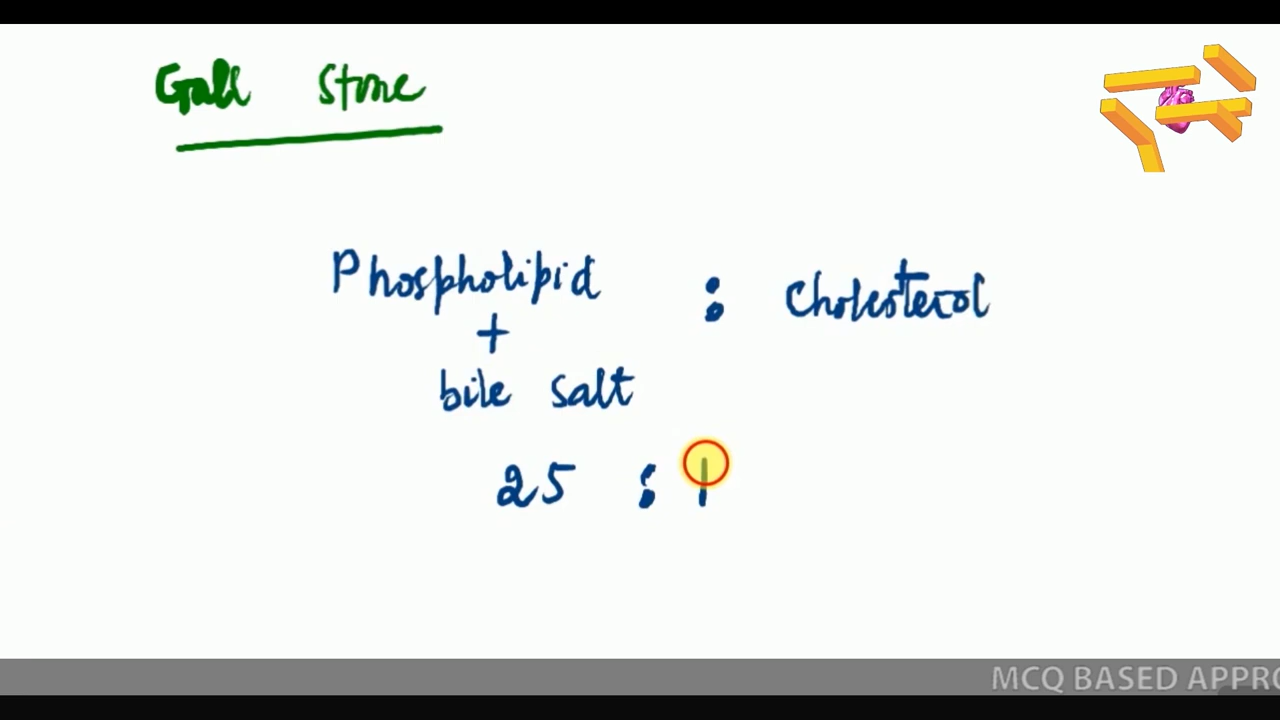 Gall Stone
Phospholipid : Cholesterol
+
bile salt
25 : 1
MCQ BASED APPRO